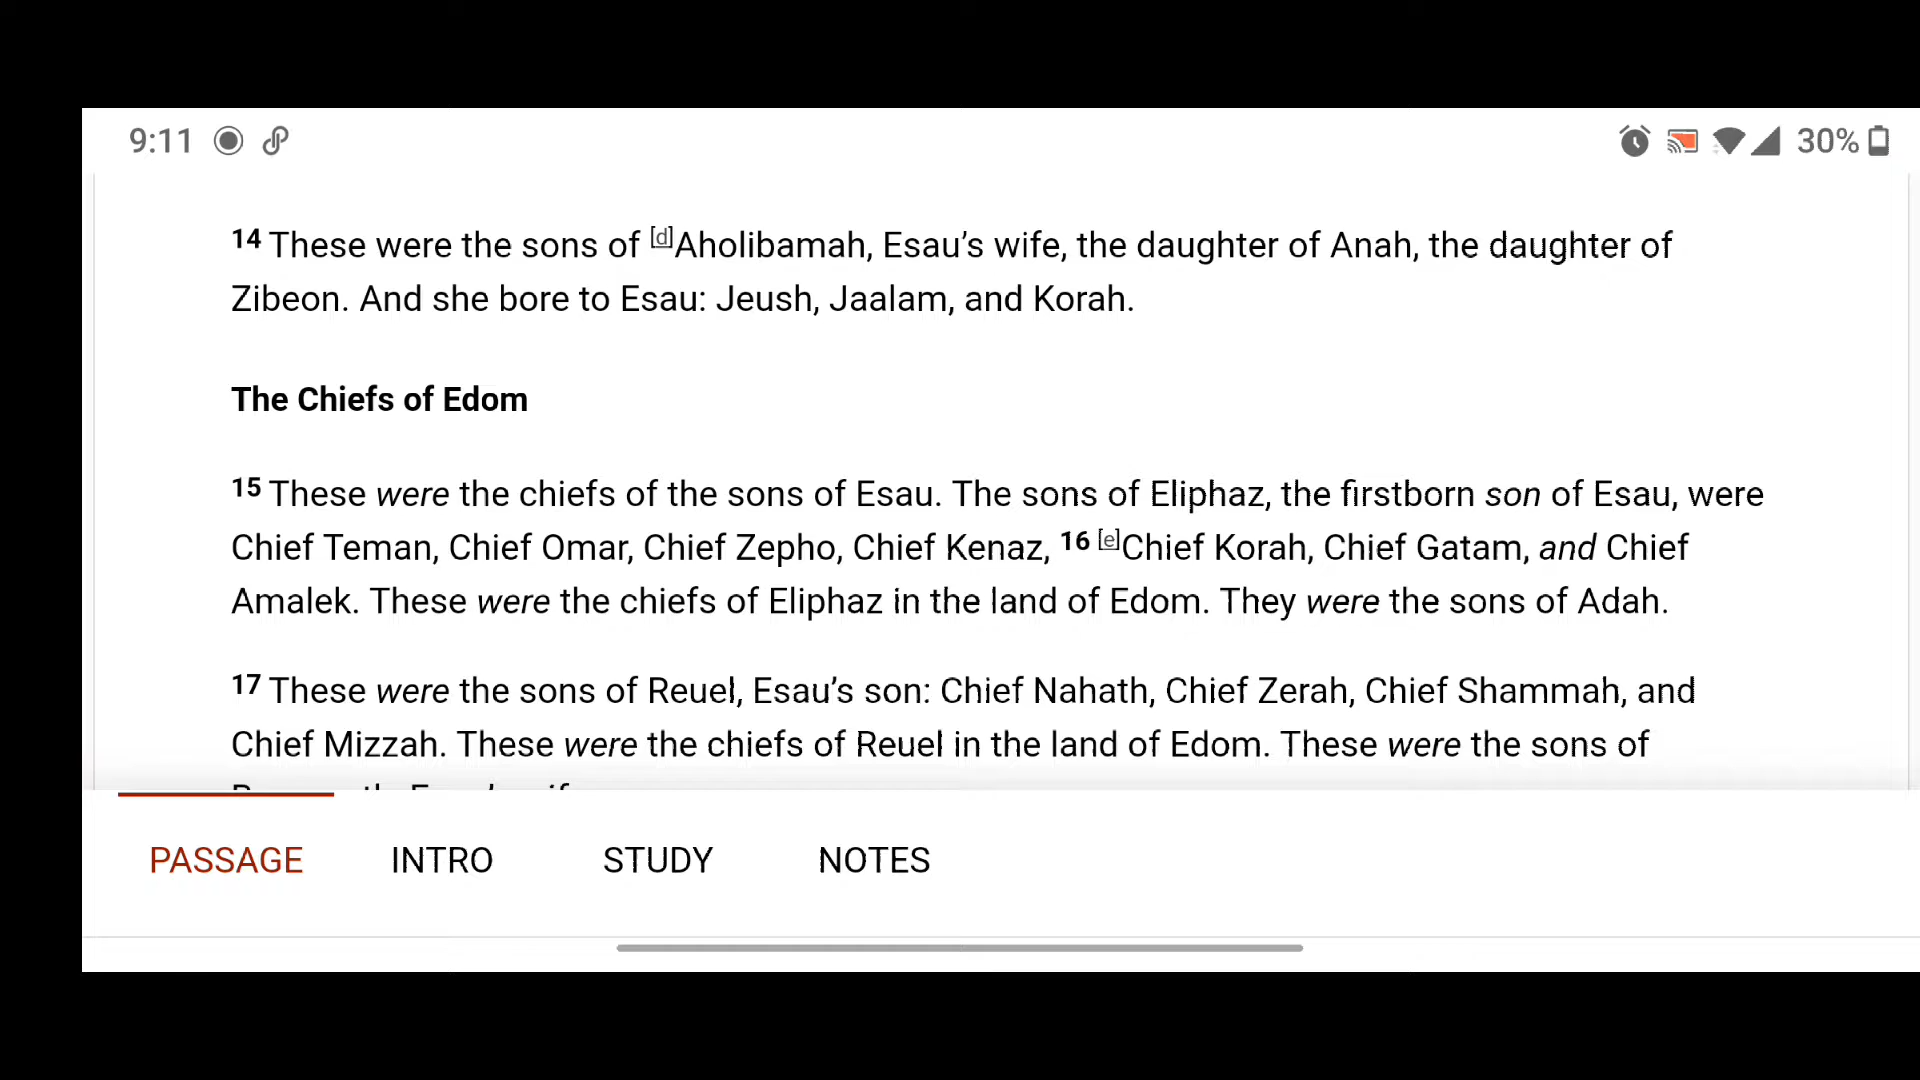 9:11
30%
14 These were the sons of [d]Aholibamah, Esau’s wife, the daughter of Anah, the daughter of
Zibeon. And she bore to Esau: Jeush, Jaalam, and Korah.
The Chiefs of Edom
15 These were the chiefs of the sons of Esau. The sons of Eliphaz, the firstborn son of Esau, were
Chief Teman, Chief Omar, Chief Zepho, Chief Kenaz, 16 [e]Chief Korah, Chief Gatam, and Chief
Amalek. These were the chiefs of Eliphaz in the land of Edom. They were the sons of Adah.
17 These were the sons of Reuel, Esau’s son: Chief Nahath, Chief Zerah, Chief Shammah, and
Chief Mizzah. These were the chiefs of Reuel in the land of Edom. These were the sons of
PASSAGE
INTRO
STUDY
NOTES